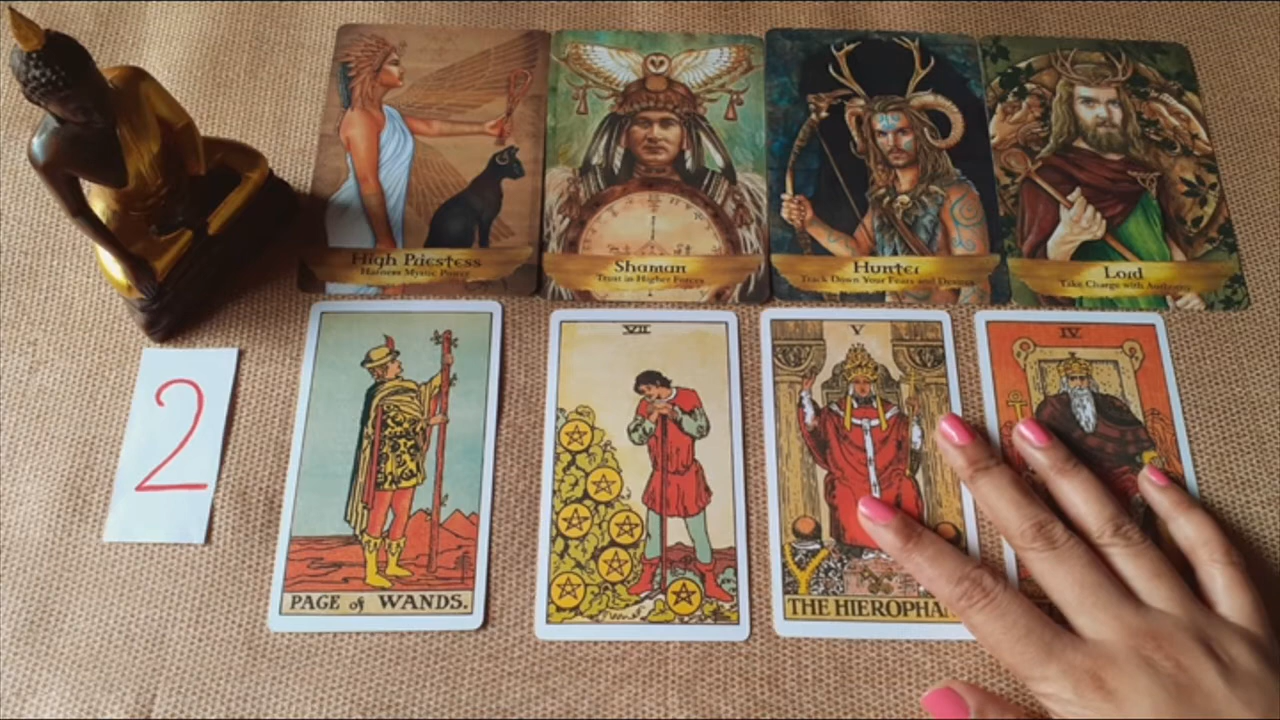 High Priestess
Harness Mystic Power
Shaman
Trust in Higher Forces
Hunter
Track Down Your Fears and Desires
Lord
Take Charge with Authority
2
PAGE of WANDS.
VII
V
THE HIEROPHAN
IV